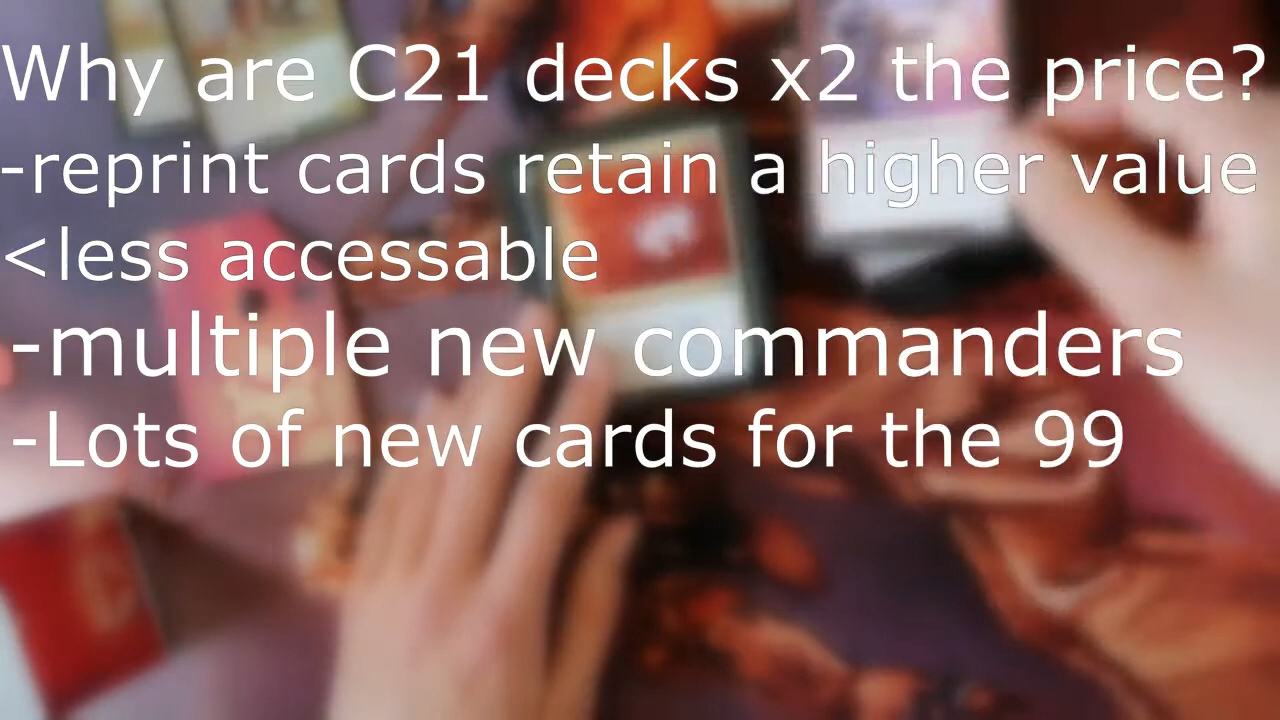 Why are C21 decks x2 the price?
-reprint cards retain a higher value
<less accessable
-multiple new commanders
-Lots of new cards for the 99